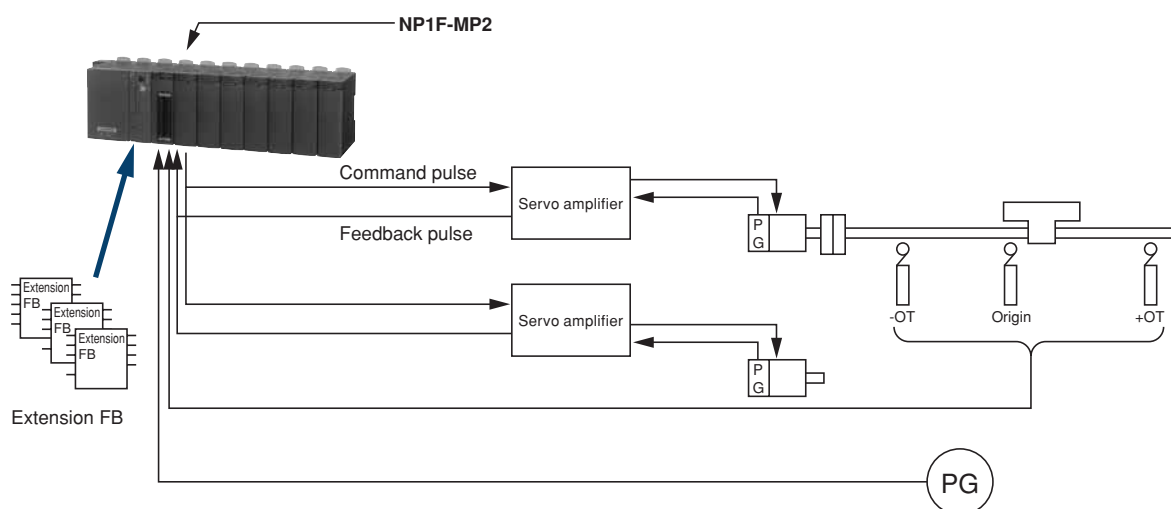 NP1F-MP2
Command pulse
Servo amplifier
Feedback pulse
P
G
-OT
Origin
+OT
Extension
FB
Extension
FB
Extension
FB
Extension FB
Servo amplifier
P
G
PG